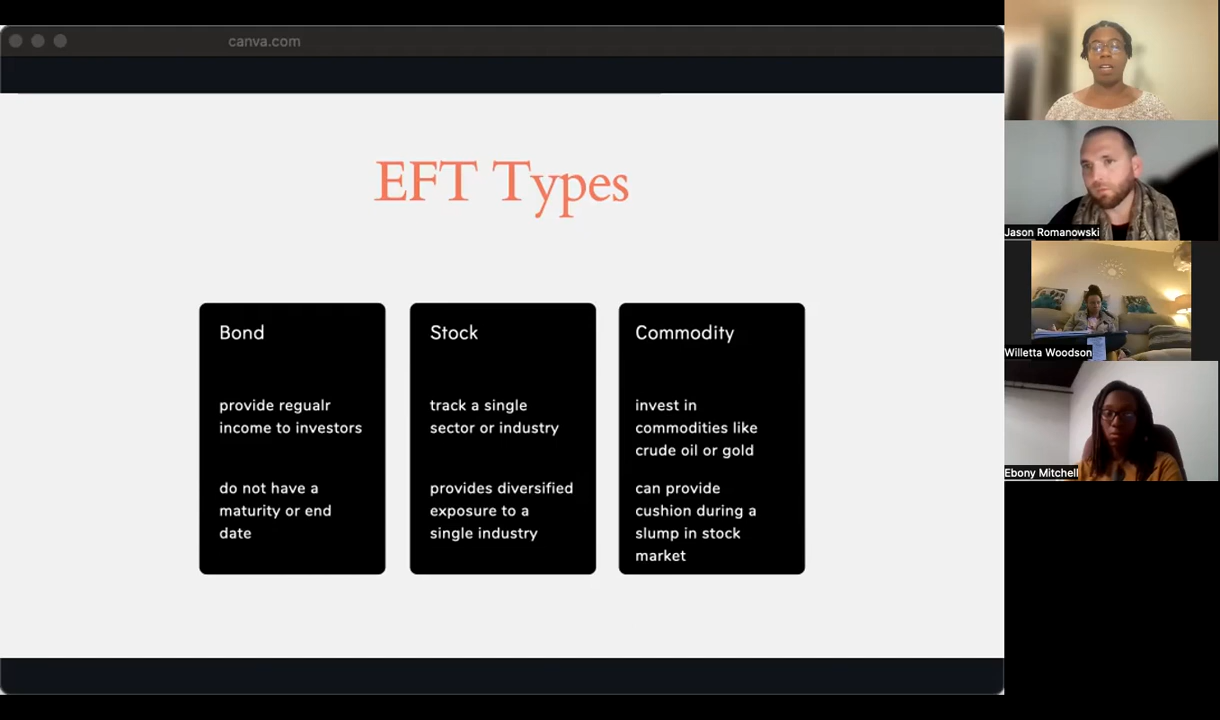 canva.com
EFT Types
Bond
provide regualr
income to investors
do not have a
maturity or end
date
Stock
track a single
sector or industry
provides diversified
exposure to a
single industry
Commodity
invest in
commodities like
crude oil or gold
can provide
cushion during a
slump in stock
market
Jason Romanowski
Willetta Woodson
Ebony Mitchell